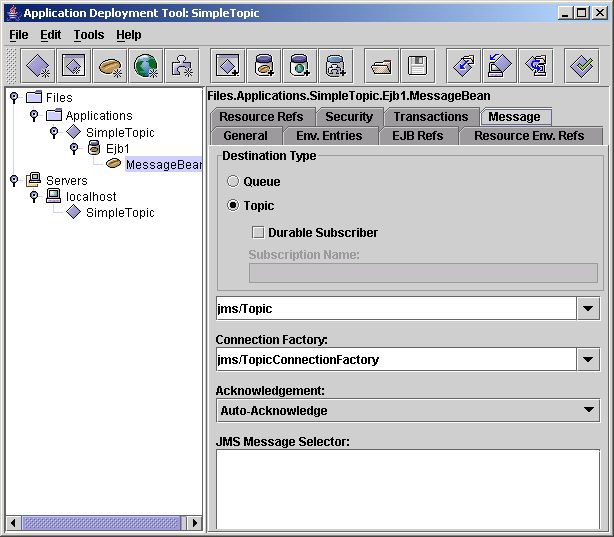 Application Deployment Tool: SimpleTopic
File Edit Tools Help
Files
Applications
SimpleTopic
Ejb1
MessageBear
Servers
localhost
SimpleTopic
Files.Applications.SimpleTopic.Ejb1.MessageBean
Resource Refs Security Transactions Message
General Env. Entries EJB Refs Resource Env. Refs
Destination Type
Queue
Topic
Durable Subscriber
Subscription Name:
jms/Topic
Connection Factory:
jms/TopicConnectionFactory
Acknowledgement:
Auto-Acknowledge
JMS Message Selector: